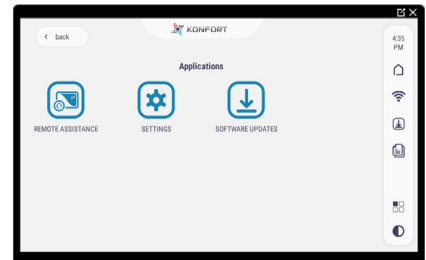 back
KONFORT
4:35
PM
Applications
REMOTE ASSISTANCE
SETTINGS
SOFTWARE UPDATES